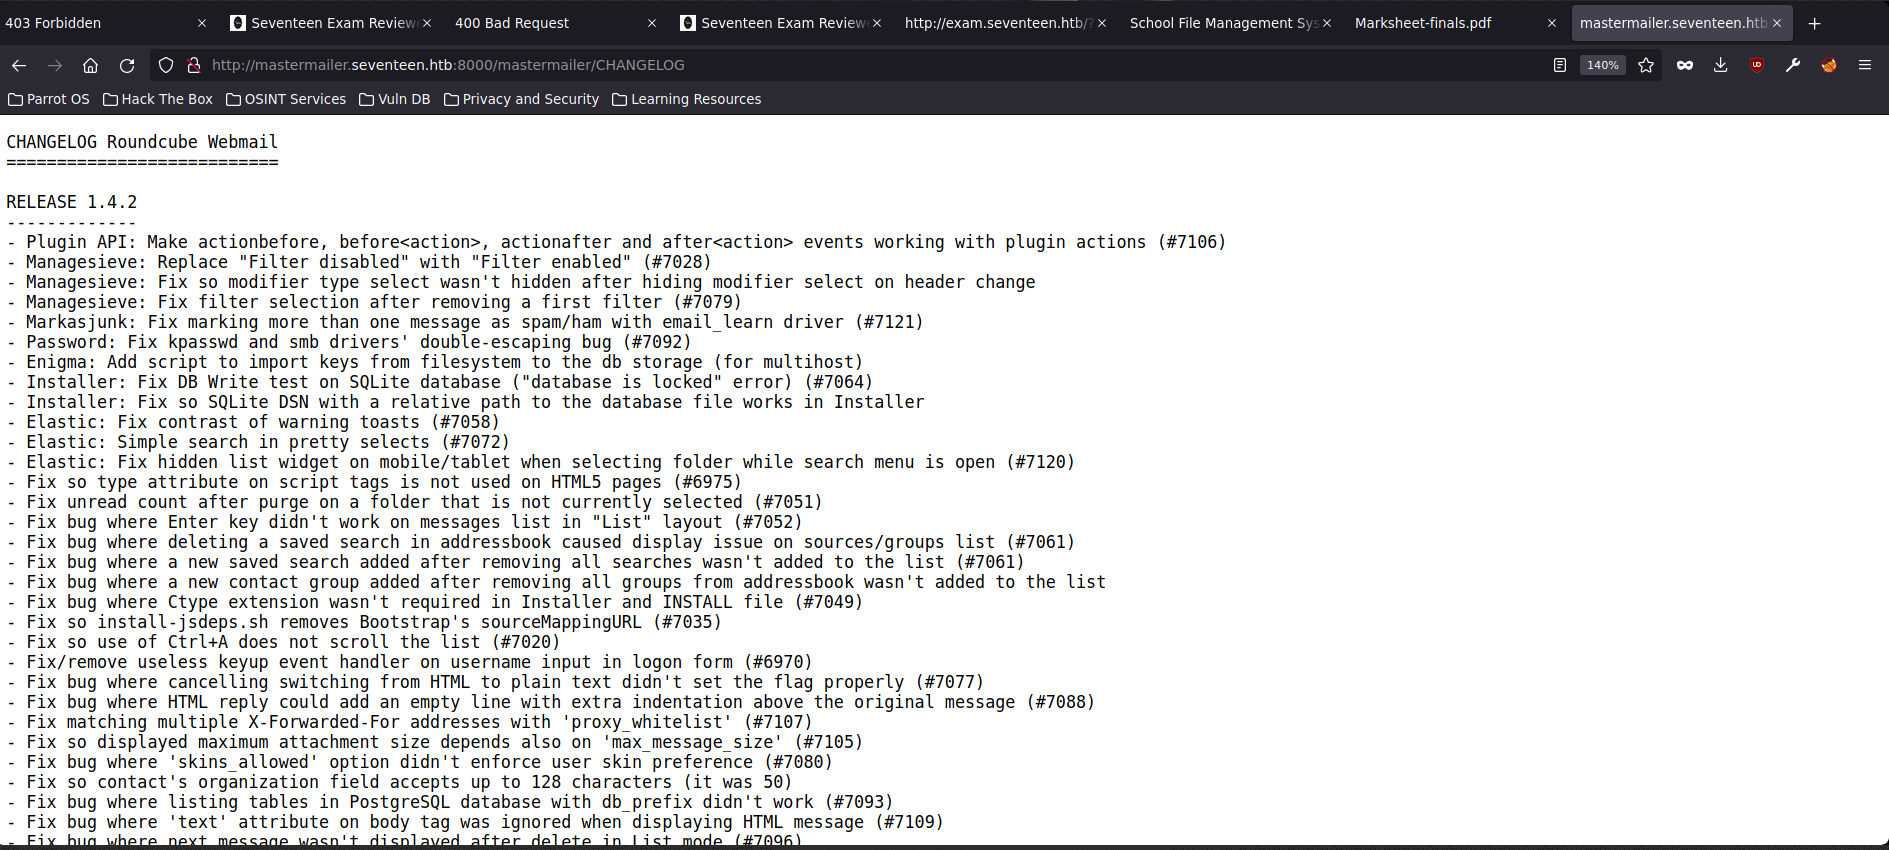 403 Forbidden
Seventeen Exam Reviewe
400 Bad Request
Seventeen Exam Reviewe
http://exam.seventeen.htb/?
School File Management Sys
Marksheet-finals.pdf
mastermailer.seventeen.htb
http://mastermailer.seventeen.htb:8000/mastermailer/CHANGELOG
140%
Parrot OS
Hack The Box
OSINT Services
Vuln DB
Privacy and Security
Learning Resources
CHANGELOG Roundcube Webmail
===========================
RELEASE 1.4.2
-------------
- Plugin API: Make actionbefore, before<action>, actionafter and after<action> events working with plugin actions (#7106)
- Managesieve: Replace "Filter disabled" with "Filter enabled" (#7028)
- Managesieve: Fix so modifier type select wasn't hidden after hiding modifier select on header change
- Managesieve: Fix filter selection after removing a first filter (#7079)
- Markasjunk: Fix marking more than one message as spam/ham with email_learn driver (#7121)
- Password: Fix kpasswd and smb drivers' double-escaping bug (#7092)
- Enigma: Add script to import keys from filesystem to the db storage (for multihost)
- Installer: Fix DB Write test on SQLite database ("database is locked" error) (#7064)
- Installer: Fix so SQLite DSN with a relative path to the database file works in Installer
- Elastic: Fix contrast of warning toasts (#7058)
- Elastic: Simple search in pretty selects (#7072)
- Elastic: Fix hidden list widget on mobile/tablet when selecting folder while search menu is open (#7120)
- Fix so type attribute on script tags is not used on HTML5 pages (#6975)
- Fix unread count after purge on a folder that is not currently selected (#7051)
- Fix bug where Enter key didn't work on messages list in "List" layout (#7052)
- Fix bug where deleting a saved search in addressbook caused display issue on sources/groups list (#7061)
- Fix bug where a new saved search added after removing all searches wasn't added to the list (#7061)
- Fix bug where a new contact group added after removing all groups from addressbook wasn't added to the list
- Fix bug where Ctype extension wasn't required in Installer and INSTALL file (#7049)
- Fix so install-jsdeps.sh removes Bootstrap's sourceMappingURL (#7035)
- Fix so use of Ctrl+A does not scroll the list (#7020)
- Fix/remove useless keyup event handler on username input in logon form (#6970)
- Fix bug where cancelling switching from HTML to plain text didn't set the flag properly (#7077)
- Fix bug where HTML reply could add an empty line with extra indentation above the original message (#7088)
- Fix matching multiple X-Forwarded-For addresses with 'proxy_whitelist' (#7107)
- Fix so displayed maximum attachment size depends also on 'max_message_size' (#7105)
- Fix bug where 'skins_allowed' option didn't enforce user skin preference (#7080)
- Fix so contact's organization field accepts up to 128 characters (it was 50)
- Fix bug where listing tables in PostgreSQL database with db_prefix didn't work (#7093)
- Fix bug where 'text' attribute on body tag was ignored when displaying HTML message (#7109)
- Fix bug where next message wasn't displayed after delete in List mode (#7096)